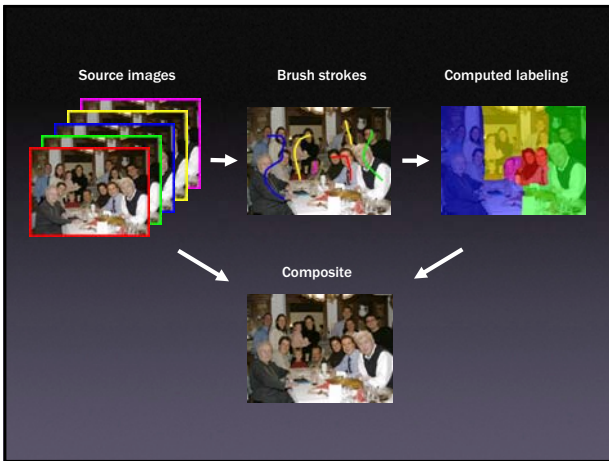 Source images
Brush strokes
Computed labeling
Composite